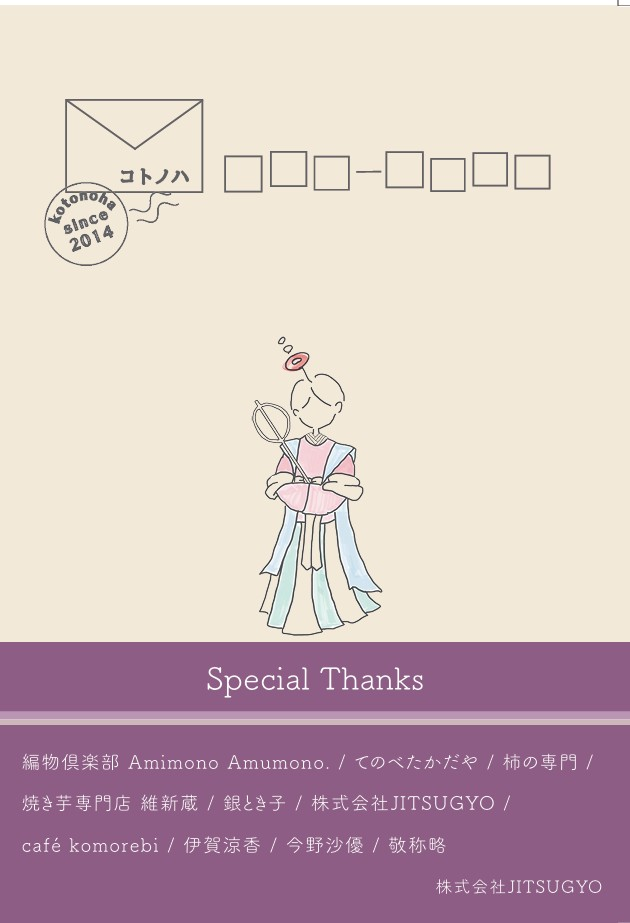 コトノハ
kotonoha
since
2014
Special Thanks
編物倶楽部 Amimono Amumono. / てのべたかだや / 柿の専門 /
焼き芋専門店 維新蔵 / 銀とき子 / 株式会社JITSUGYO /
café komorebi / 伊賀涼香 / 今野沙優 / 敬称略
株式会社JITSUGYO